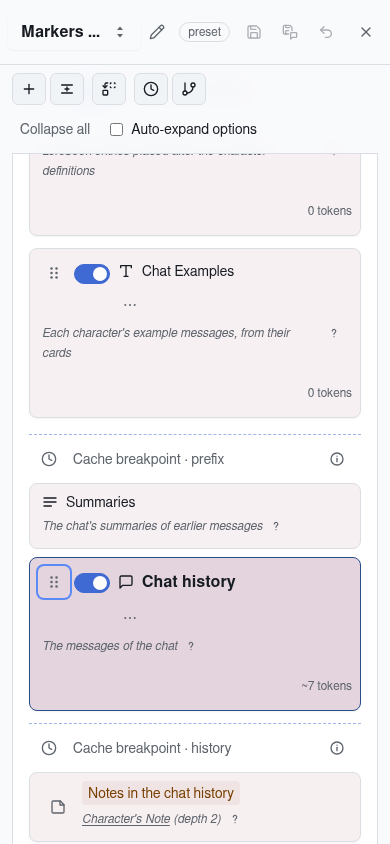 Markers ...
preset
Collapse all
Auto-expand options
definitions
0 tokens
Chat Examples
...
Each character's example messages, from their ?
cards
0 tokens
Cache breakpoint · prefix
Summaries
The chat's summaries of earlier messages ?
Chat history
...
The messages of the chat ?
~7 tokens
Cache breakpoint · history
Notes in the chat history
Character's Note (depth 2) ?